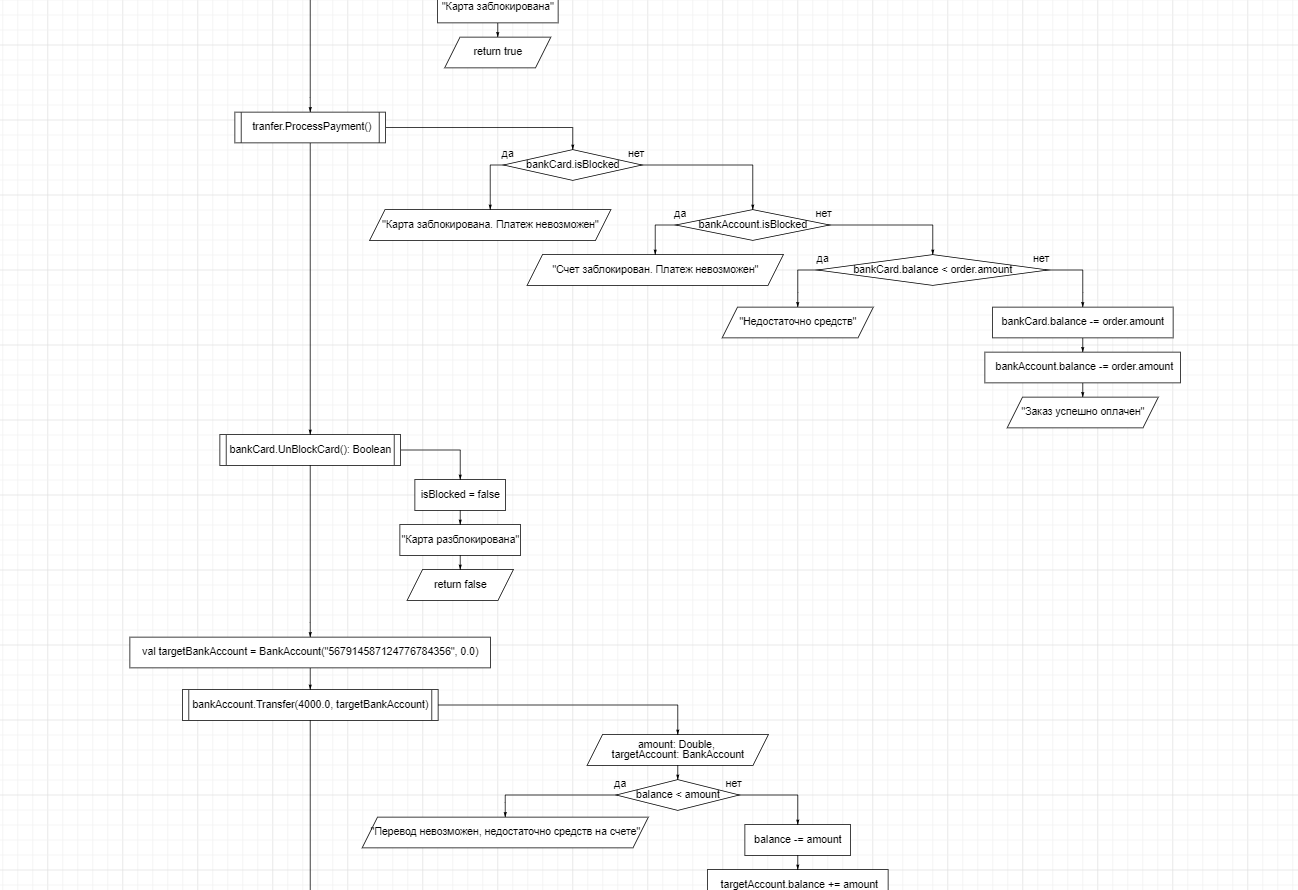 "Карта заблокирована"
return true
tranfer.ProcessPayment()
да
нет
bankCard.isBlocked
"Карта заблокирована. Платеж невозможен"
да
нет
bankAccount.isBlocked
"Счет заблокирован. Платеж невозможен"
да
нет
bankCard.balance < order.amount
"Недостаточно средств"
bankCard.balance -= order.amount
bankAccount.balance -= order.amount
"Заказ успешно оплачен"
bankCard.UnBlockCard(): Boolean
isBlocked = false
"Карта разблокирована"
return false
val targetBankAccount = BankAccount("567914587124776784356", 0.0)
bankAccount.Transfer(4000.0, targetBankAccount)
amount: Double,
targetAccount: BankAccount
да
нет
balance < amount
"Перевод невозможен, недостаточно средств на счете"
balance -= amount
targetAccount.balance += amount